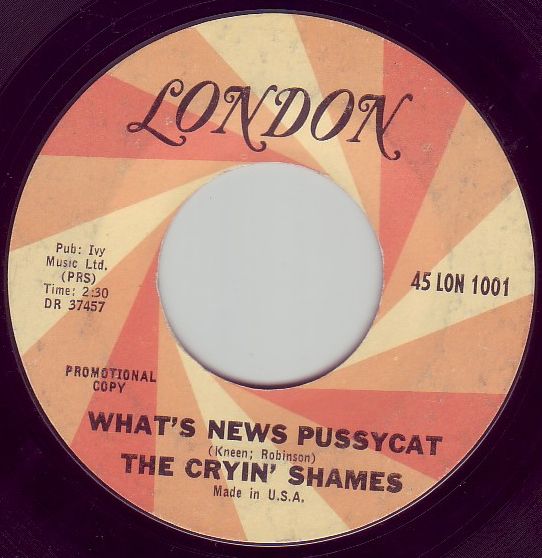 LONDON
Pub: Ivy
Music Ltd.
(PRS)
Time: 2:30
DR 37457
45 LON 1001
PROMOTIONAL
COPY
WHAT'S NEWS PUSSYCAT
(Kneen; Robinson)
THE CRYIN' SHAMES
Made in U.S.A.